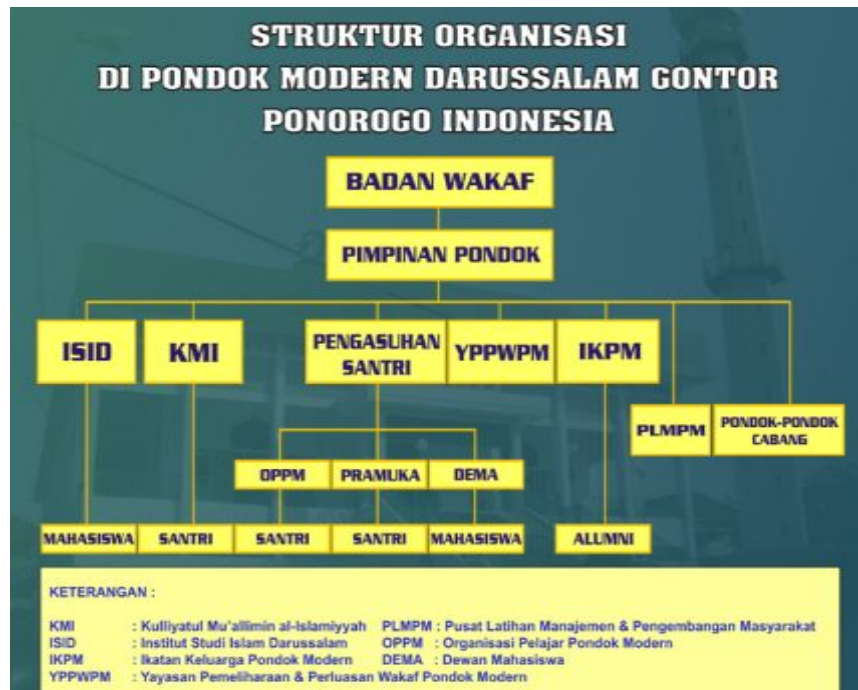 STRUKTUR ORGANISASI
DI PONDOK MODERN DARUSSALAM GONTOR
PONOROGO INDONESIA
BADAN WAKAF
PIMPINAN PONDOK
ISID
KMI
PENGASUHAN
SANTRI
YPPWPM
IKPM
PLMPM
PONDOK-PONDOK
CABANG
OPPM
PRAMUKA
DEMA
MAHASISWA
SANTRI
SANTRI
SANTRI
MAHASISWA
ALUMNI
KETERANGAN :
KMI : Kulliyatul Mu'allimin al-Islamiyyah PLMPM : Pusat Latihan Manajemen & Pengembangan Masyarakat
ISID : Institut Studi Islam Darussalam OPPM : Organisasi Pelajar Pondok Modern
IKPM : Ikatan Keluarga Pondok Modern DEMA : Dewan Mahasiswa
YPPWPM : Yayasan Pemeliharaan & Perluasan Wakaf Pondok Modern